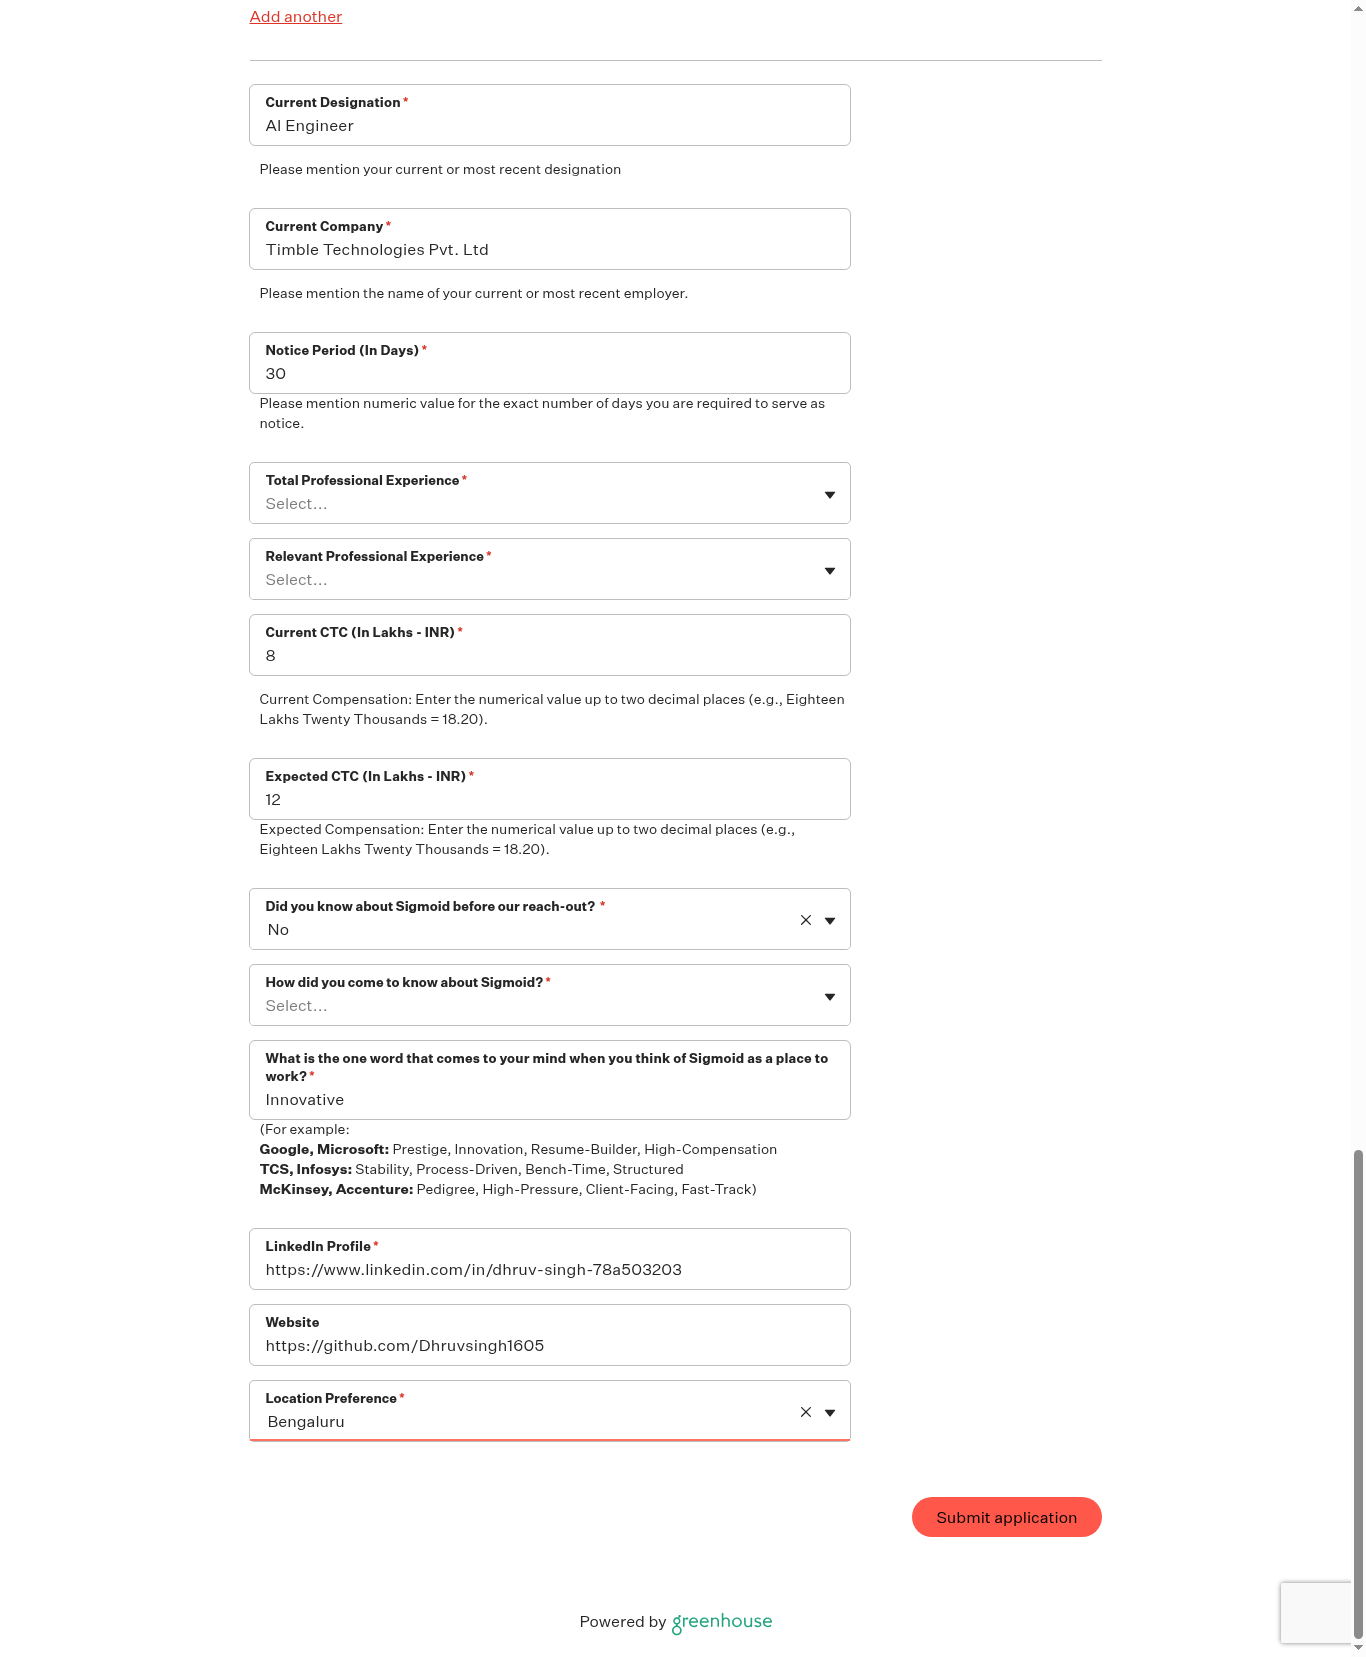 Add another
Current Designation*
AI Engineer
Please mention your current or most recent designation
Current Company*
Timble Technologies Pvt. Ltd
Please mention the name of your current or most recent employer.
Notice Period (In Days)*
30
Please mention numeric value for the exact number of days you are required to serve as
notice.
Total Professional Experience*
Select...
Relevant Professional Experience*
Select...
Current CTC (In Lakhs - INR)*
8
Current Compensation: Enter the numerical value up to two decimal places (e.g., Eighteen
Lakhs Twenty Thousands = 18.20).
Expected CTC (In Lakhs - INR)*
12
Expected Compensation: Enter the numerical value up to two decimal places (e.g.,
Eighteen Lakhs Twenty Thousands = 18.20).
Did you know about Sigmoid before our reach-out? *
No
How did you come to know about Sigmoid?*
Select...
What is the one word that comes to your mind when you think of Sigmoid as a place to
work?*
Innovative
(For example:
Google, Microsoft: Prestige, Innovation, Resume-Builder, High-Compensation
TCS, Infosys: Stability, Process-Driven, Bench-Time, Structured
McKinsey, Accenture: Pedigree, High-Pressure, Client-Facing, Fast-Track)
LinkedIn Profile*
https://www.linkedin.com/in/dhruv-singh-78a503203
Website
https://github.com/Dhruvsingh1605
Location Preference*
Bengaluru
Submit application
Powered by greenhouse